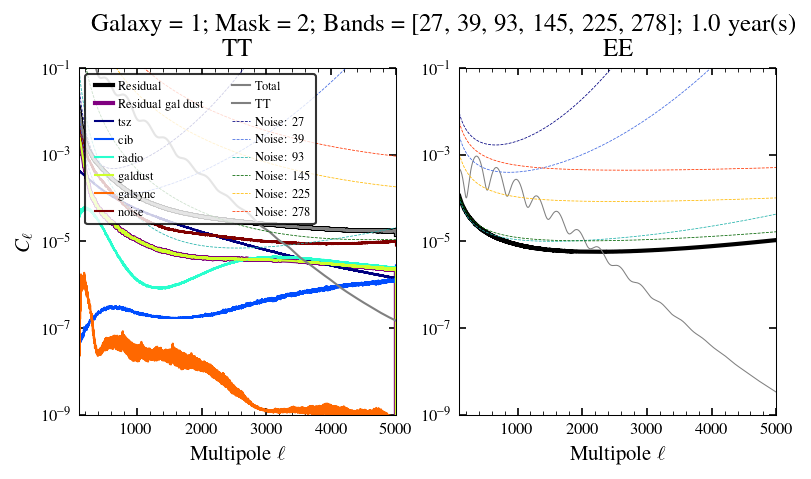 Galaxy = 1; Mask = 2; Bands = [27, 39, 93, 145, 225, 278]; 1.0 year(s)
TT
EE
10⁻¹
10⁻³
10⁻⁵
10⁻⁷
10⁻⁹
C_ℓ
Residual
Residual gal dust
tsz
cib
radio
galdust
galsync
noise
Total
TT
Noise: 27
Noise: 39
Noise: 93
Noise: 145
Noise: 225
Noise: 278
1000 2000 3000 4000 5000
Multipole ℓ
10⁻¹
10⁻³
10⁻⁵
10⁻⁷
10⁻⁹
1000 2000 3000 4000 5000
Multipole ℓ